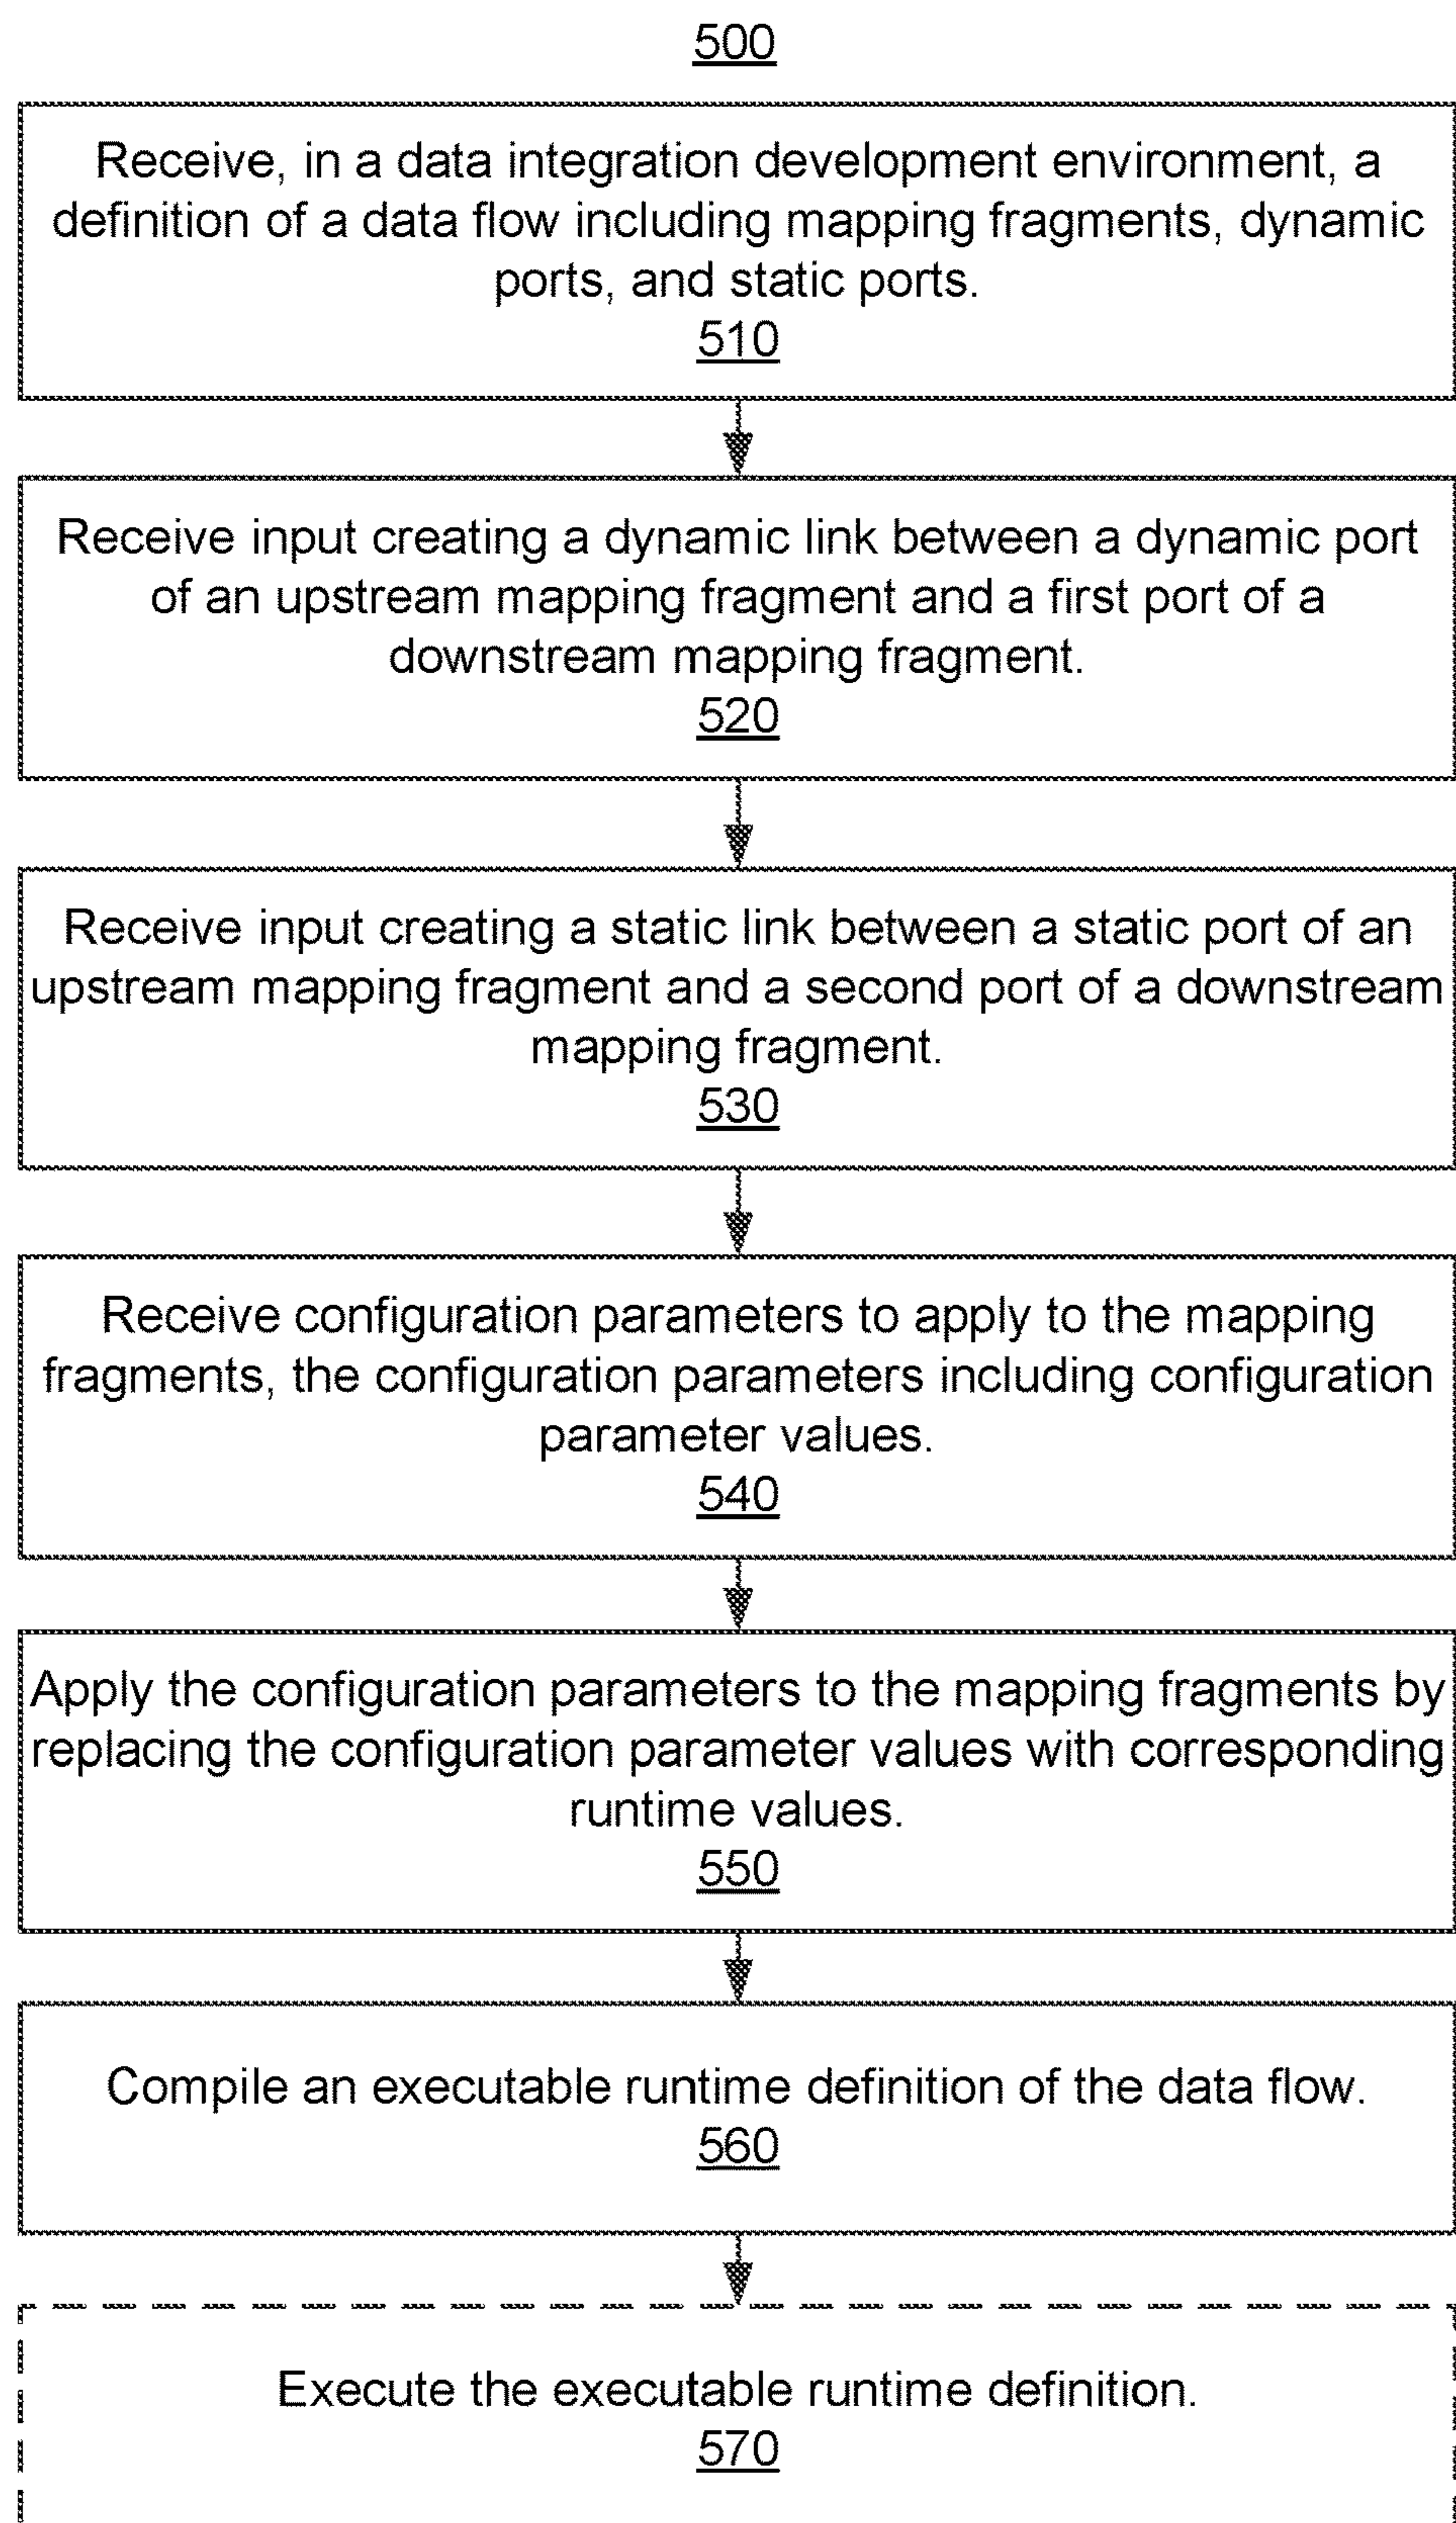 500
Receive, in a data integration development environment, a
definition of a data flow including mapping fragments, dynamic
ports, and static ports.
510
Receive input creating a dynamic link between a dynamic port
of an upstream mapping fragment and a first port of a
downstream mapping fragment.
520
Receive input creating a static link between a static port of an
upstream mapping fragment and a second port of a downstream
mapping fragment.
530
Receive configuration parameters to apply to the mapping
fragments, the configuration parameters including configuration
parameter values.
540
Apply the configuration parameters to the mapping fragments by
replacing the configuration parameter values with corresponding
runtime values.
550
Compile an executable runtime definition of the data flow.
560
Execute the executable runtime definition.
570